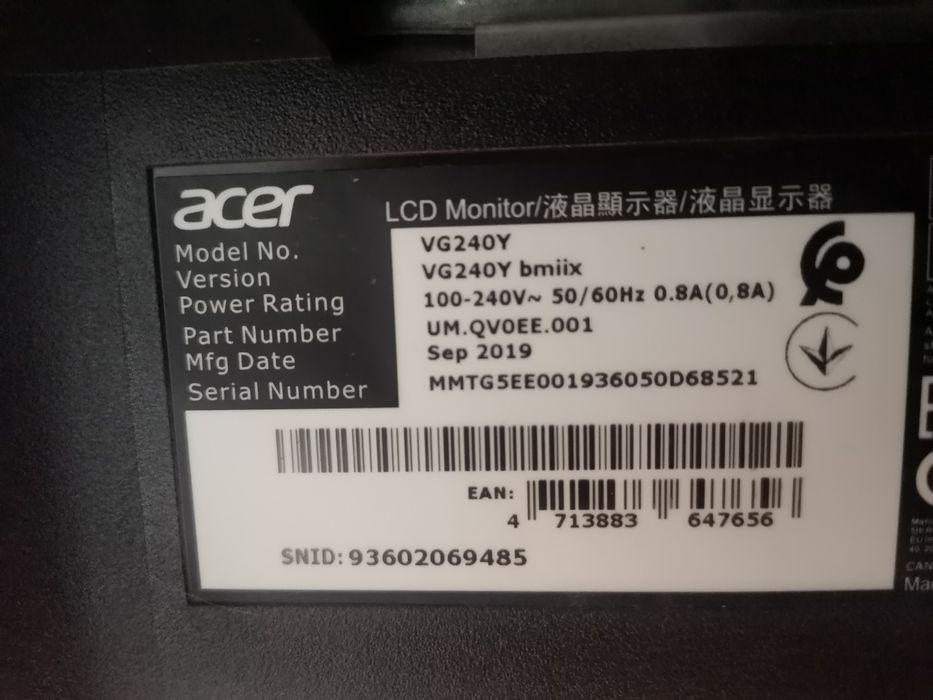 acer
LCD Monitor/液晶顯示器/液晶显示器
Model No. VG240Y
Version VG240Y bmiix
Power Rating 100-240V~ 50/60Hz 0.8A(0,8A)
Part Number UM.QV0EE.001
Mfg Date Sep 2019
Serial Number MMTG5EE001936050D68521
EAN:
4 713883 647656
SNID: 93602069485
CAN